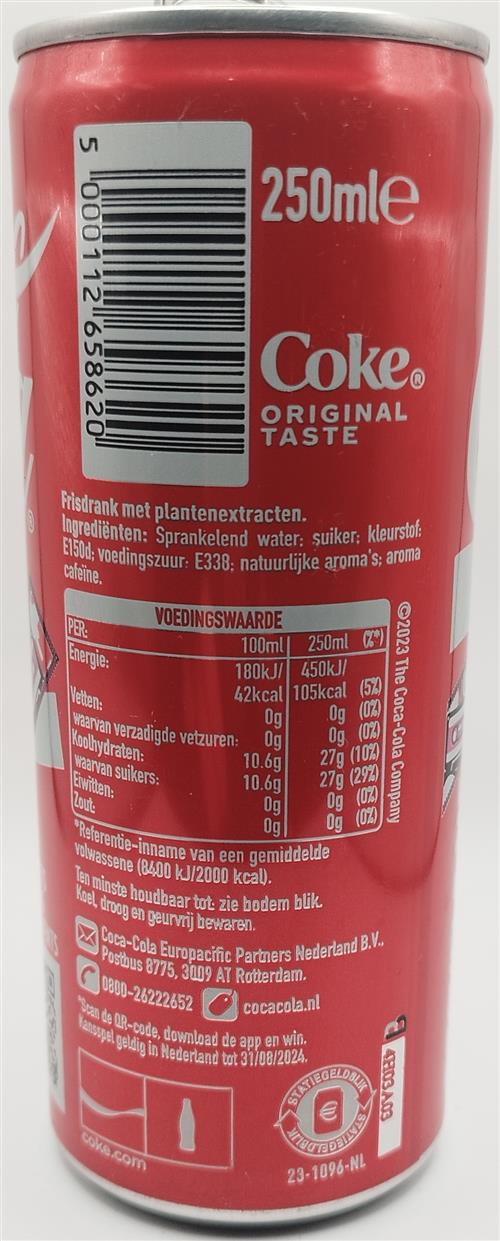 5 000112 658620
250ml e
Coke®
ORIGINAL
TASTE
Frisdrank met plantenextracten.
Ingrediënten: Sprankelend water; suiker; kleurstof:
E150d; voedingszuur: E338; natuurlijke aroma's; aroma
cafeïne.
VOEDINGSWAARDE
PER: 100ml 250ml (%*)
Energie: 180kJ/ 450kJ/
42kcal 105kcal (5%)
Vetten: 0g 0g (0%)
waarvan verzadigde vetzuren: 0g 0g (0%)
Koolhydraten: 10.6g 27g (10%)
waarvan suikers: 10.6g 27g (29%)
Eiwitten: 0g 0g (0%)
Zout: 0g 0g (0%)
*Referentie-inname van een gemiddelde
volwassene (8400 kJ/2000 kcal).
Ten minste houdbaar tot: zie bodem blik.
Koel, droog en geurvrij bewaren.
©2023 The Coca-Cola Company
Coca-Cola Europacific Partners Nederland B.V.,
Postbus 8775, 3009 AT Rotterdam.
0800-26222652 cocacola.nl
*Scan de QR-code, download de app en win.
Kansspel geldig in Nederland tot 31/08/2024.
coke.com
STATIEGELDBLIK
STATIEGELDBLIK
23-1096-NL